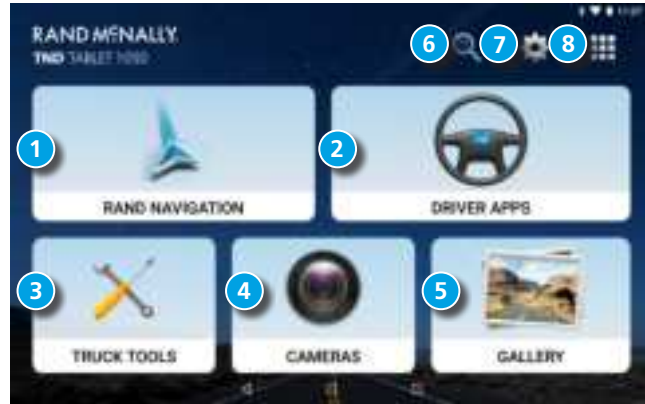 RAND MCNALLY
TND TABLET 1050
6
7
8
1
2
RAND NAVIGATION
DRIVER APPS
3
4
5
TRUCK TOOLS
CAMERAS
GALLERY